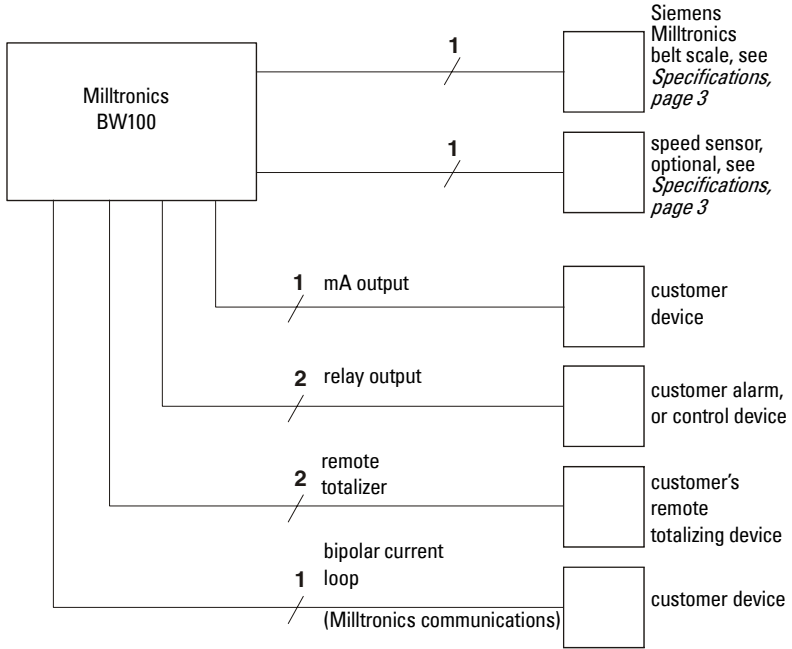 Milltronics
BW100
1
Siemens
Milltronics
belt scale, see
Specifications,
page 3
1
speed sensor,
optional, see
Specifications,
page 3
1 mA output
customer
device
2 relay output
customer alarm,
or control device
2
remote
totalizer
customer's
remote
totalizing device
1
bipolar current
loop
(Milltronics communications)
customer device